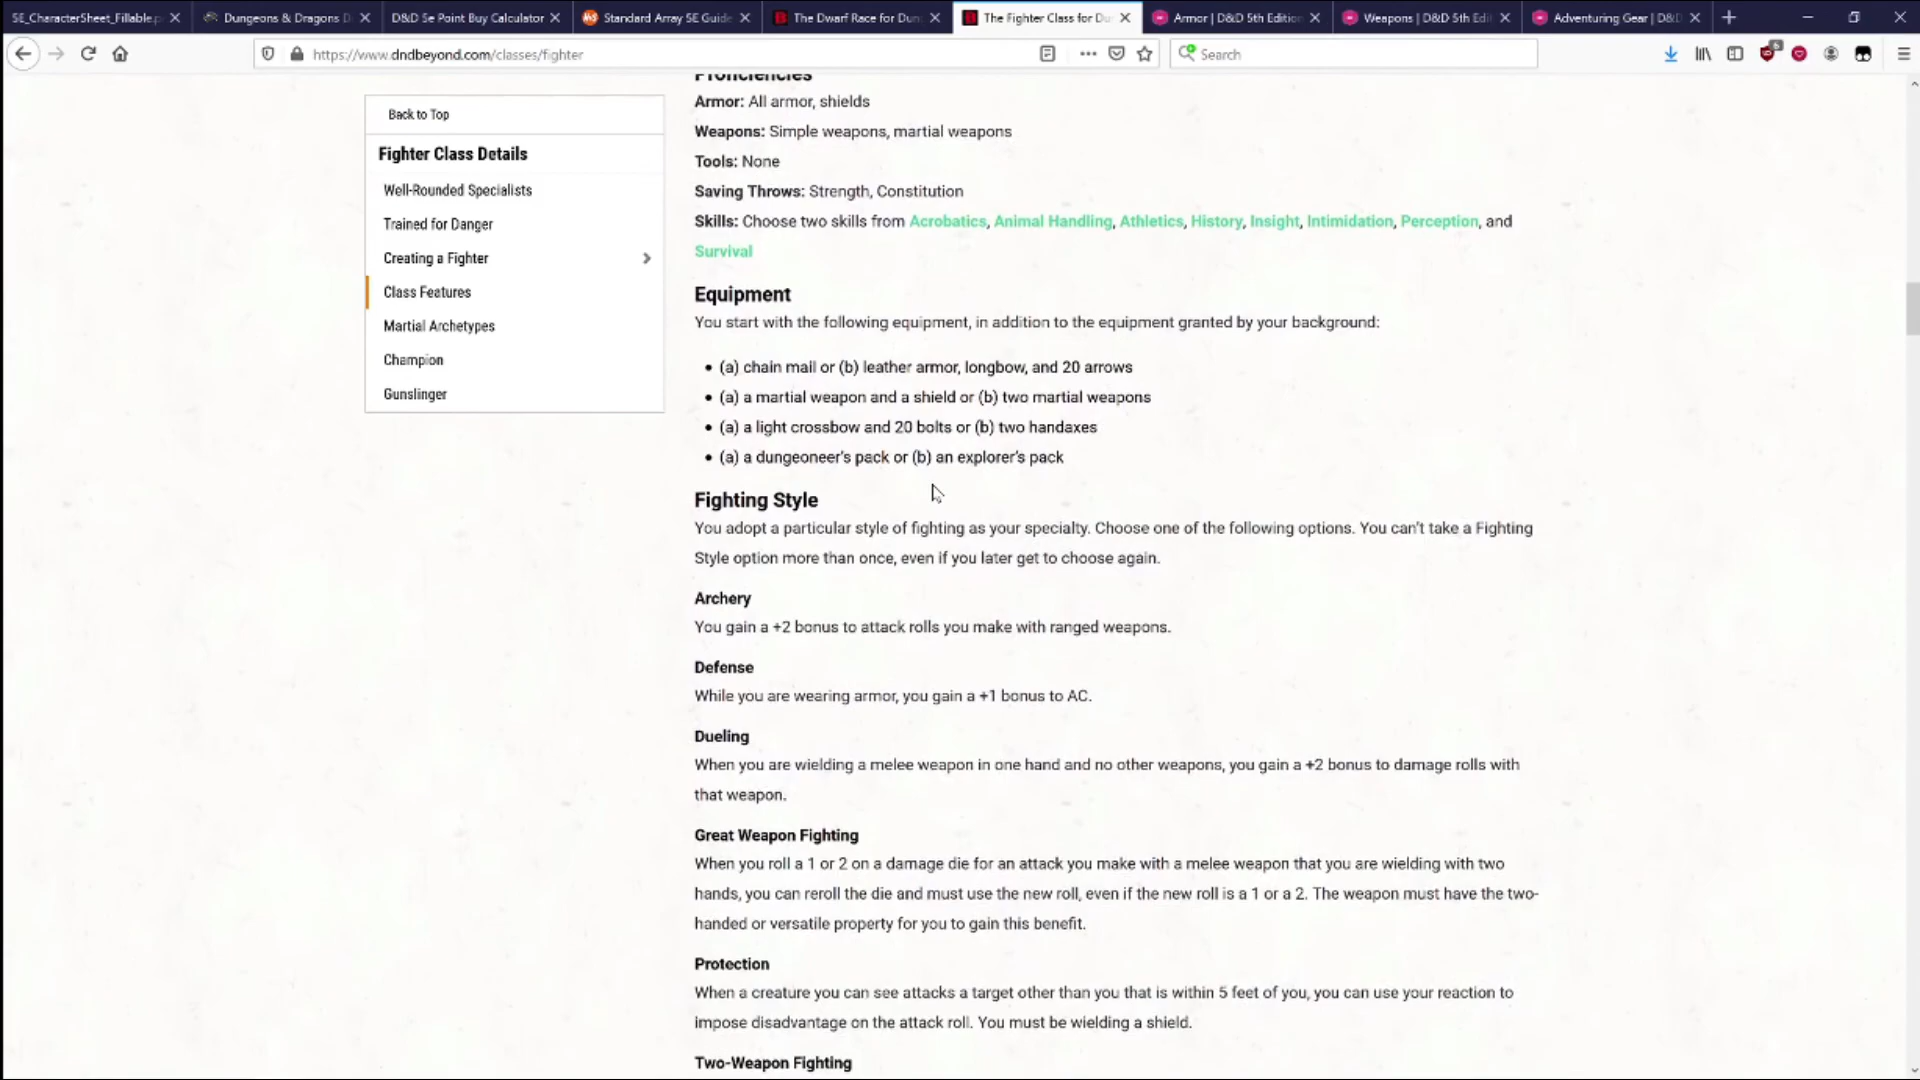 SE_CharacterSheet_Fillable.p
Dungeons & Dragons D
D&D 5e Point Buy Calculator
Standard Array 5E Guide
The Dwarf Race for Dun
The Fighter Class for Du
Armor | D&D 5th Edition
Weapons | D&D 5th Edi
Adventuring Gear | D&D
https://www.dndbeyond.com/classes/fighter
Search
Proficiencies
Armor: All armor, shields
Weapons: Simple weapons, martial weapons
Tools: None
Saving Throws: Strength, Constitution
Skills: Choose two skills from Acrobatics, Animal Handling, Athletics, History, Insight, Intimidation, Perception, and
Survival
Back to Top
Fighter Class Details
Well-Rounded Specialists
Trained for Danger
Creating a Fighter
Class Features
Martial Archetypes
Champion
Gunslinger
Equipment
You start with the following equipment, in addition to the equipment granted by your background:
• (a) chain mail or (b) leather armor, longbow, and 20 arrows
• (a) a martial weapon and a shield or (b) two martial weapons
• (a) a light crossbow and 20 bolts or (b) two handaxes
• (a) a dungeoneer's pack or (b) an explorer's pack
Fighting Style
You adopt a particular style of fighting as your specialty. Choose one of the following options. You can't take a Fighting
Style option more than once, even if you later get to choose again.
Archery
You gain a +2 bonus to attack rolls you make with ranged weapons.
Defense
While you are wearing armor, you gain a +1 bonus to AC.
Dueling
When you are wielding a melee weapon in one hand and no other weapons, you gain a +2 bonus to damage rolls with
that weapon.
Great Weapon Fighting
When you roll a 1 or 2 on a damage die for an attack you make with a melee weapon that you are wielding with two
hands, you can reroll the die and must use the new roll, even if the new roll is a 1 or a 2. The weapon must have the two-
handed or versatile property for you to gain this benefit.
Protection
When a creature you can see attacks a target other than you that is within 5 feet of you, you can use your reaction to
impose disadvantage on the attack roll. You must be wielding a shield.
Two-Weapon Fighting